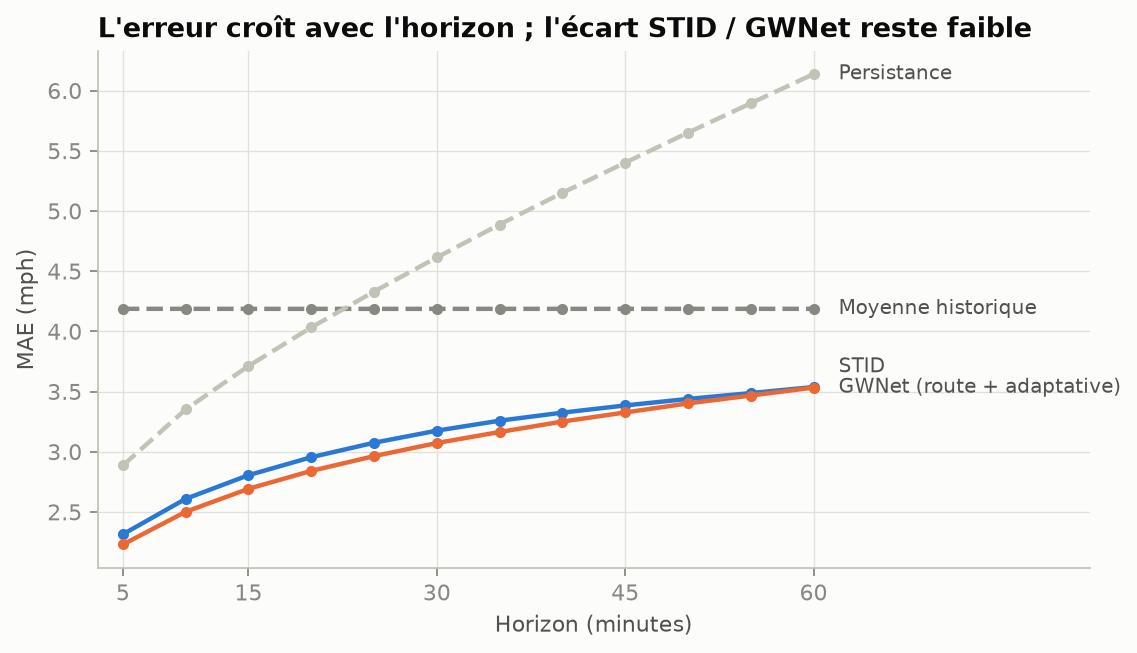 L'erreur croît avec l'horizon ; l'écart STID / GWNet reste faible
Persistance
6.0
5.5
5.0
4.5
Moyenne historique
4.0
STID
GWNet (route + adaptative)
3.5
3.0
2.5
MAE (mph)
5 15 30 45 60
Horizon (minutes)